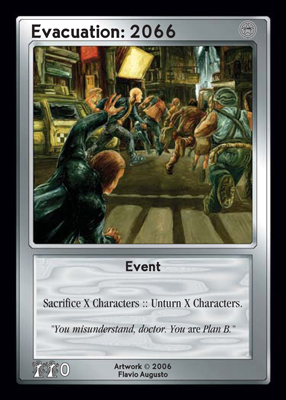 Evacuation: 2066
Event
Sacrifice X Characters :: Unturn X Characters.
"You misunderstand, doctor. You are Plan B."
Artwork © 2006
Flavio Augusto
0